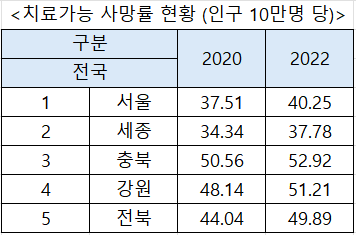 <치료가능 사망률 현황 (인구 10만명 당)>
구분 2020 2022
전국
1 서울 37.51 40.25
2 세종 34.34 37.78
3 충북 50.56 52.92
4 강원 48.14 51.21
5 전북 44.04 49.89